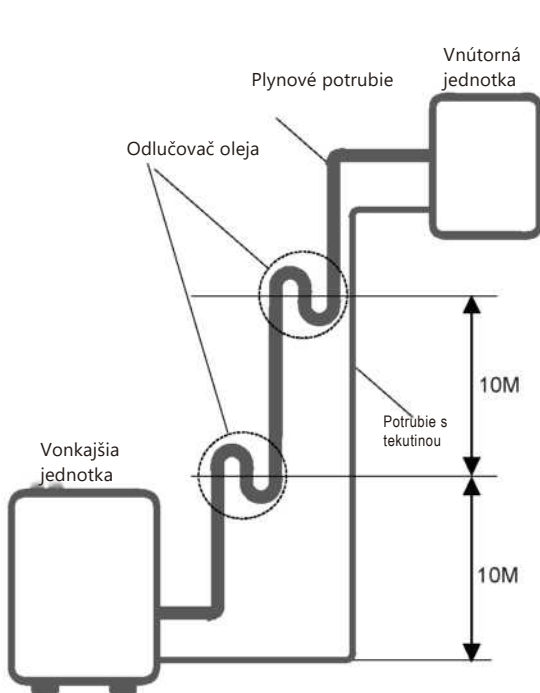 Vnútorná
jednotka
Plynové potrubie
Odlučovač oleja
10M
Potrubie s
tekutinou
Vonkajšia
jednotka
10M